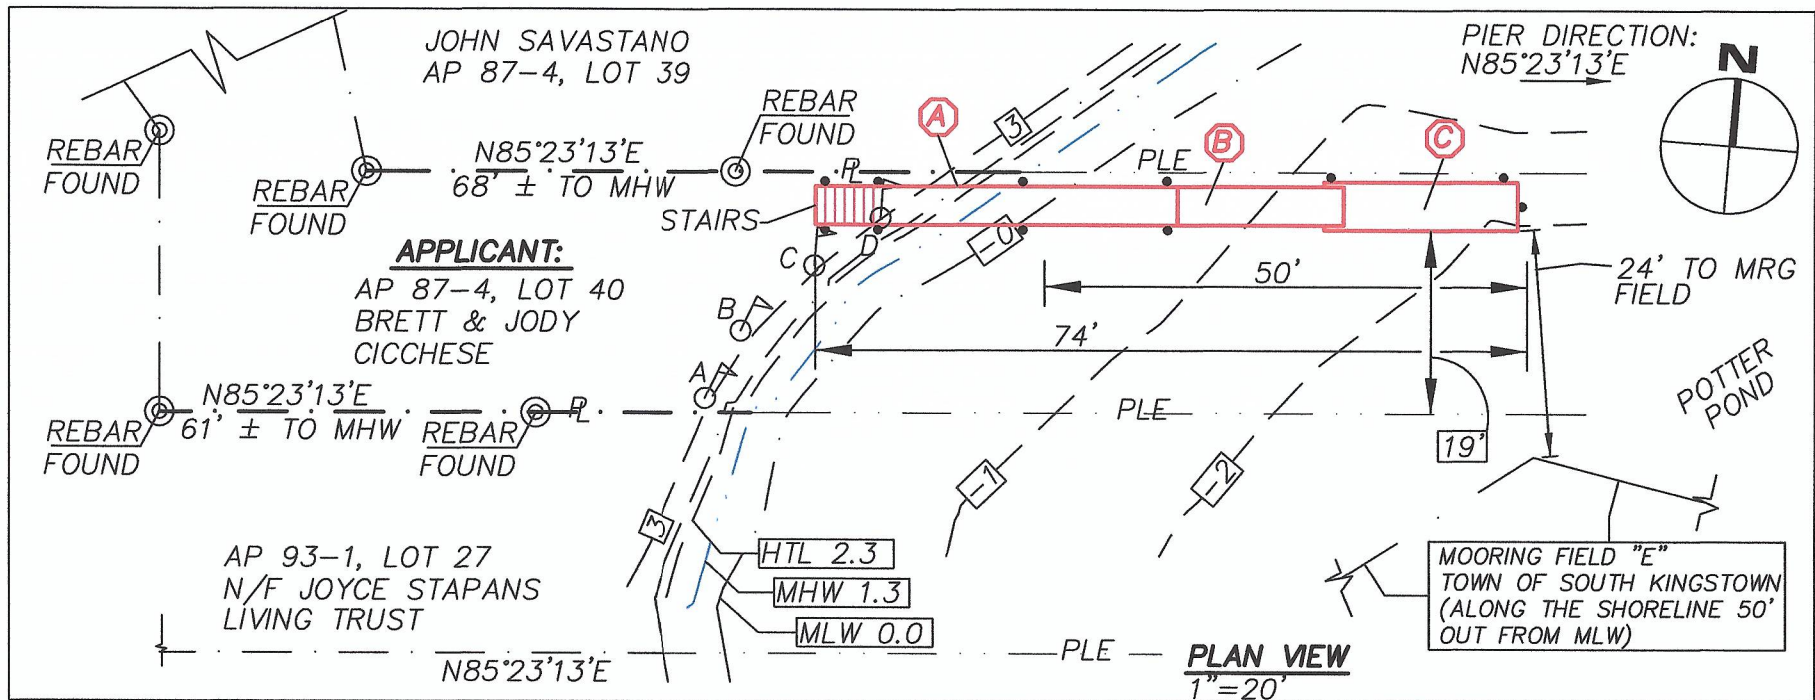 JOHN SAVASTANO
AP 87-4, LOT 39
PIER DIRECTION:
N85°23'13'E
N
REBAR
FOUND
REBAR
FOUND
N85°23'13'E
68' ± TO MHW
REBAR
FOUND
A
3
PLE
B
C
PL
STAIRS
-0
D
C
APPLICANT:
AP 87-4, LOT 40
BRETT & JODY
CICCHESE
B
A
50'
74'
24' TO MRG
FIELD
POTTER
POND
N85°23'13'E
61' ± TO MHW
PL
PLE
REBAR
FOUND
REBAR
FOUND
19'
-1
-2
3
AP 93-1, LOT 27
N/F JOYCE STAPANS
LIVING TRUST
HTL 2.3
MHW 1.3
MLW 0.0
MOORING FIELD "E"
TOWN OF SOUTH KINGSTOWN
(ALONG THE SHORELINE 50'
OUT FROM MLW)
N85°23'13'E
PLE
PLAN VIEW
1"=20'